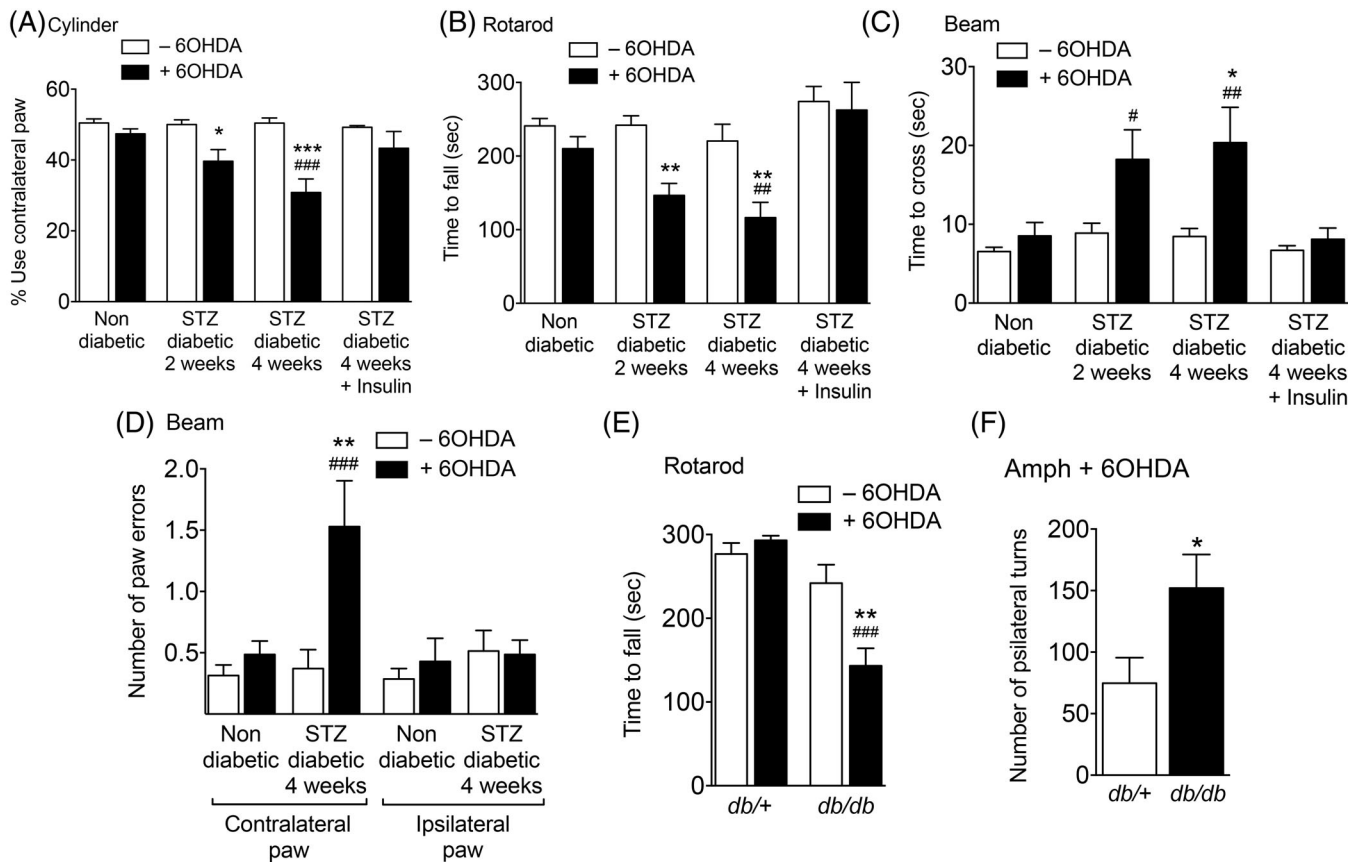 (A) Cylinder
– 6OHDA
+ 6OHDA
% Use contralateral paw
60
40
20
0
*
***
###
Non
diabetic
STZ
diabetic
2 weeks
STZ
diabetic
4 weeks
STZ
diabetic
4 weeks
+ Insulin
(B) Rotarod
– 6OHDA
+ 6OHDA
Time to fall (sec)
300
200
100
0
**
**
##
Non
diabetic
STZ
diabetic
2 weeks
STZ
diabetic
4 weeks
STZ
diabetic
4 weeks
+ Insulin
(C) Beam
– 6OHDA
+ 6OHDA
Time to cross (sec)
30
20
10
0
#
*
##
Non
diabetic
STZ
diabetic
2 weeks
STZ
diabetic
4 weeks
STZ
diabetic
4 weeks
+ Insulin
(D) Beam
– 6OHDA
+ 6OHDA
Number of paw errors
2.0
1.5
1.0
0.5
**
###
Non
diabetic
STZ
diabetic
4 weeks
Non
diabetic
STZ
diabetic
4 weeks
Contralateral
paw
Ipsilateral
paw
(E)
Rotarod
– 6OHDA
+ 6OHDA
Time to fall (sec)
300
200
100
0
**
###
db/+
db/db
(F)
Amph + 6OHDA
Number of psilateral turns
200
150
100
50
0
*
db/+
db/db